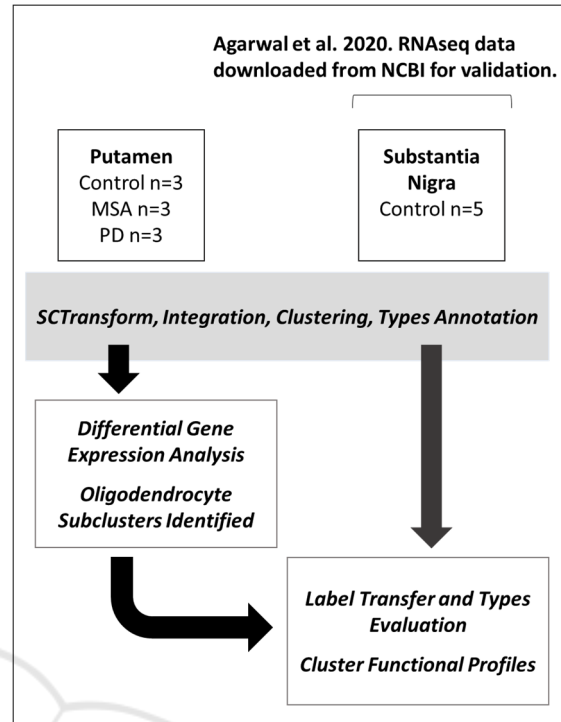 Agarwal et al. 2020. RNAseq data
downloaded from NCBI for validation.
Putamen
Control n=3
MSA n=3
PD n=3
Substantia
Nigra
Control n=5
SCTransform, Integration, Clustering, Types Annotation
Differential Gene
Expression Analysis
Oligodendrocyte
Subclusters Identified
Label Transfer and Types
Evaluation
Cluster Functional Profiles